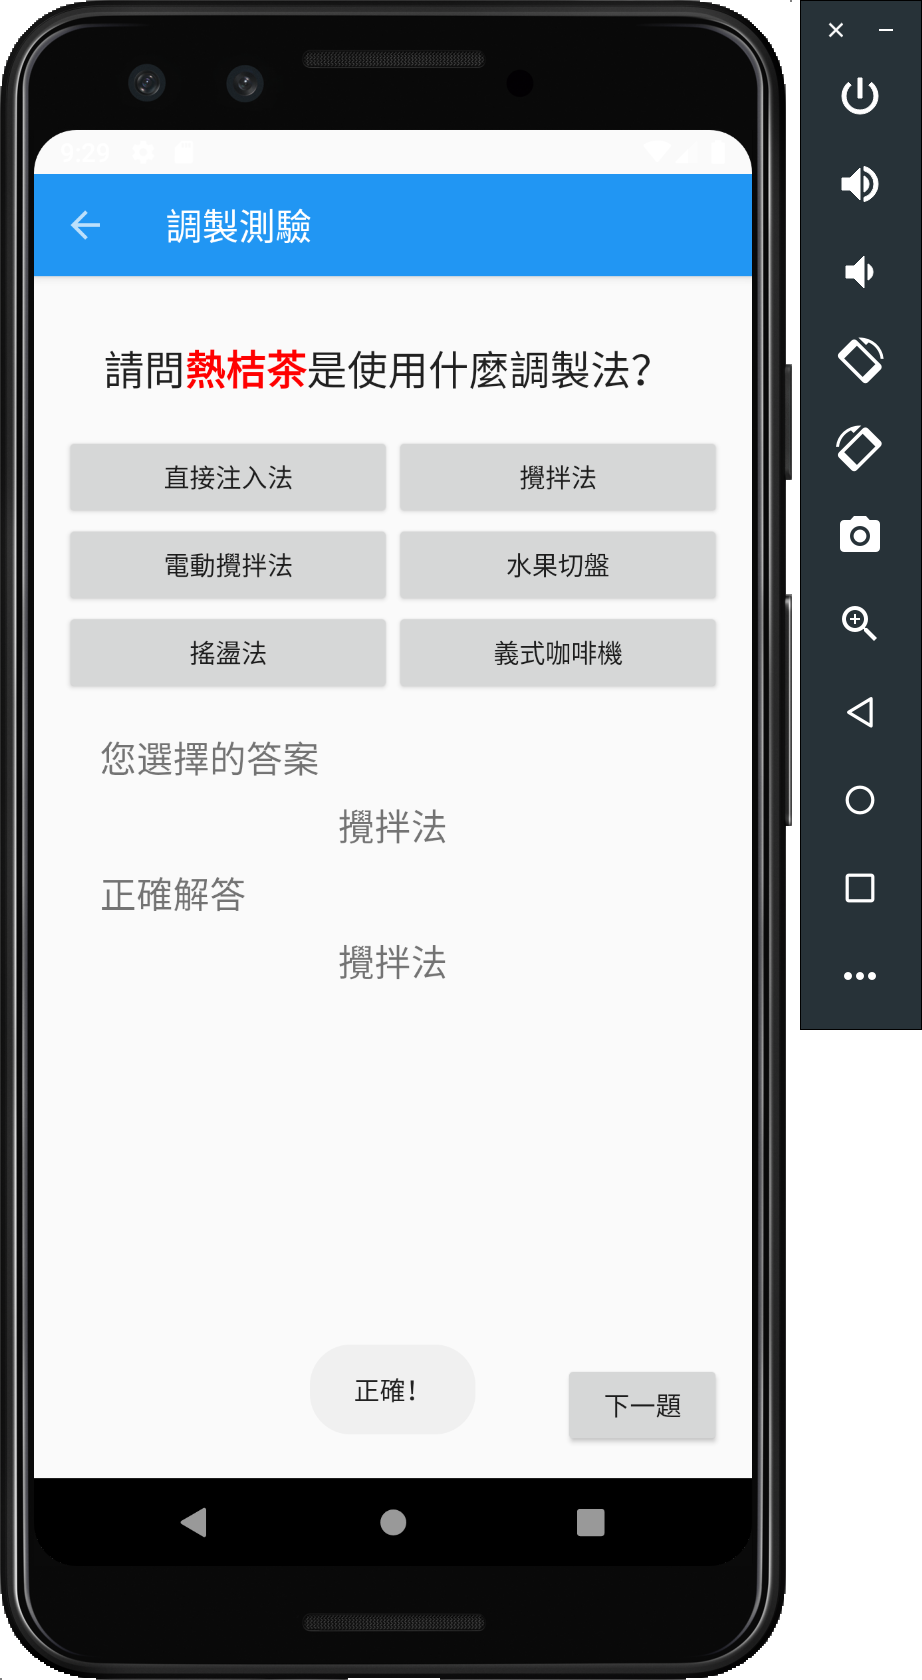 9:29
調製測驗
請問熱桔茶是使用什麼調製法?
直接注入法 攪拌法
電動攪拌法 水果切盤
搖盪法 義式咖啡機
您選擇的答案
攪拌法
正確解答
攪拌法
正確!
下一題